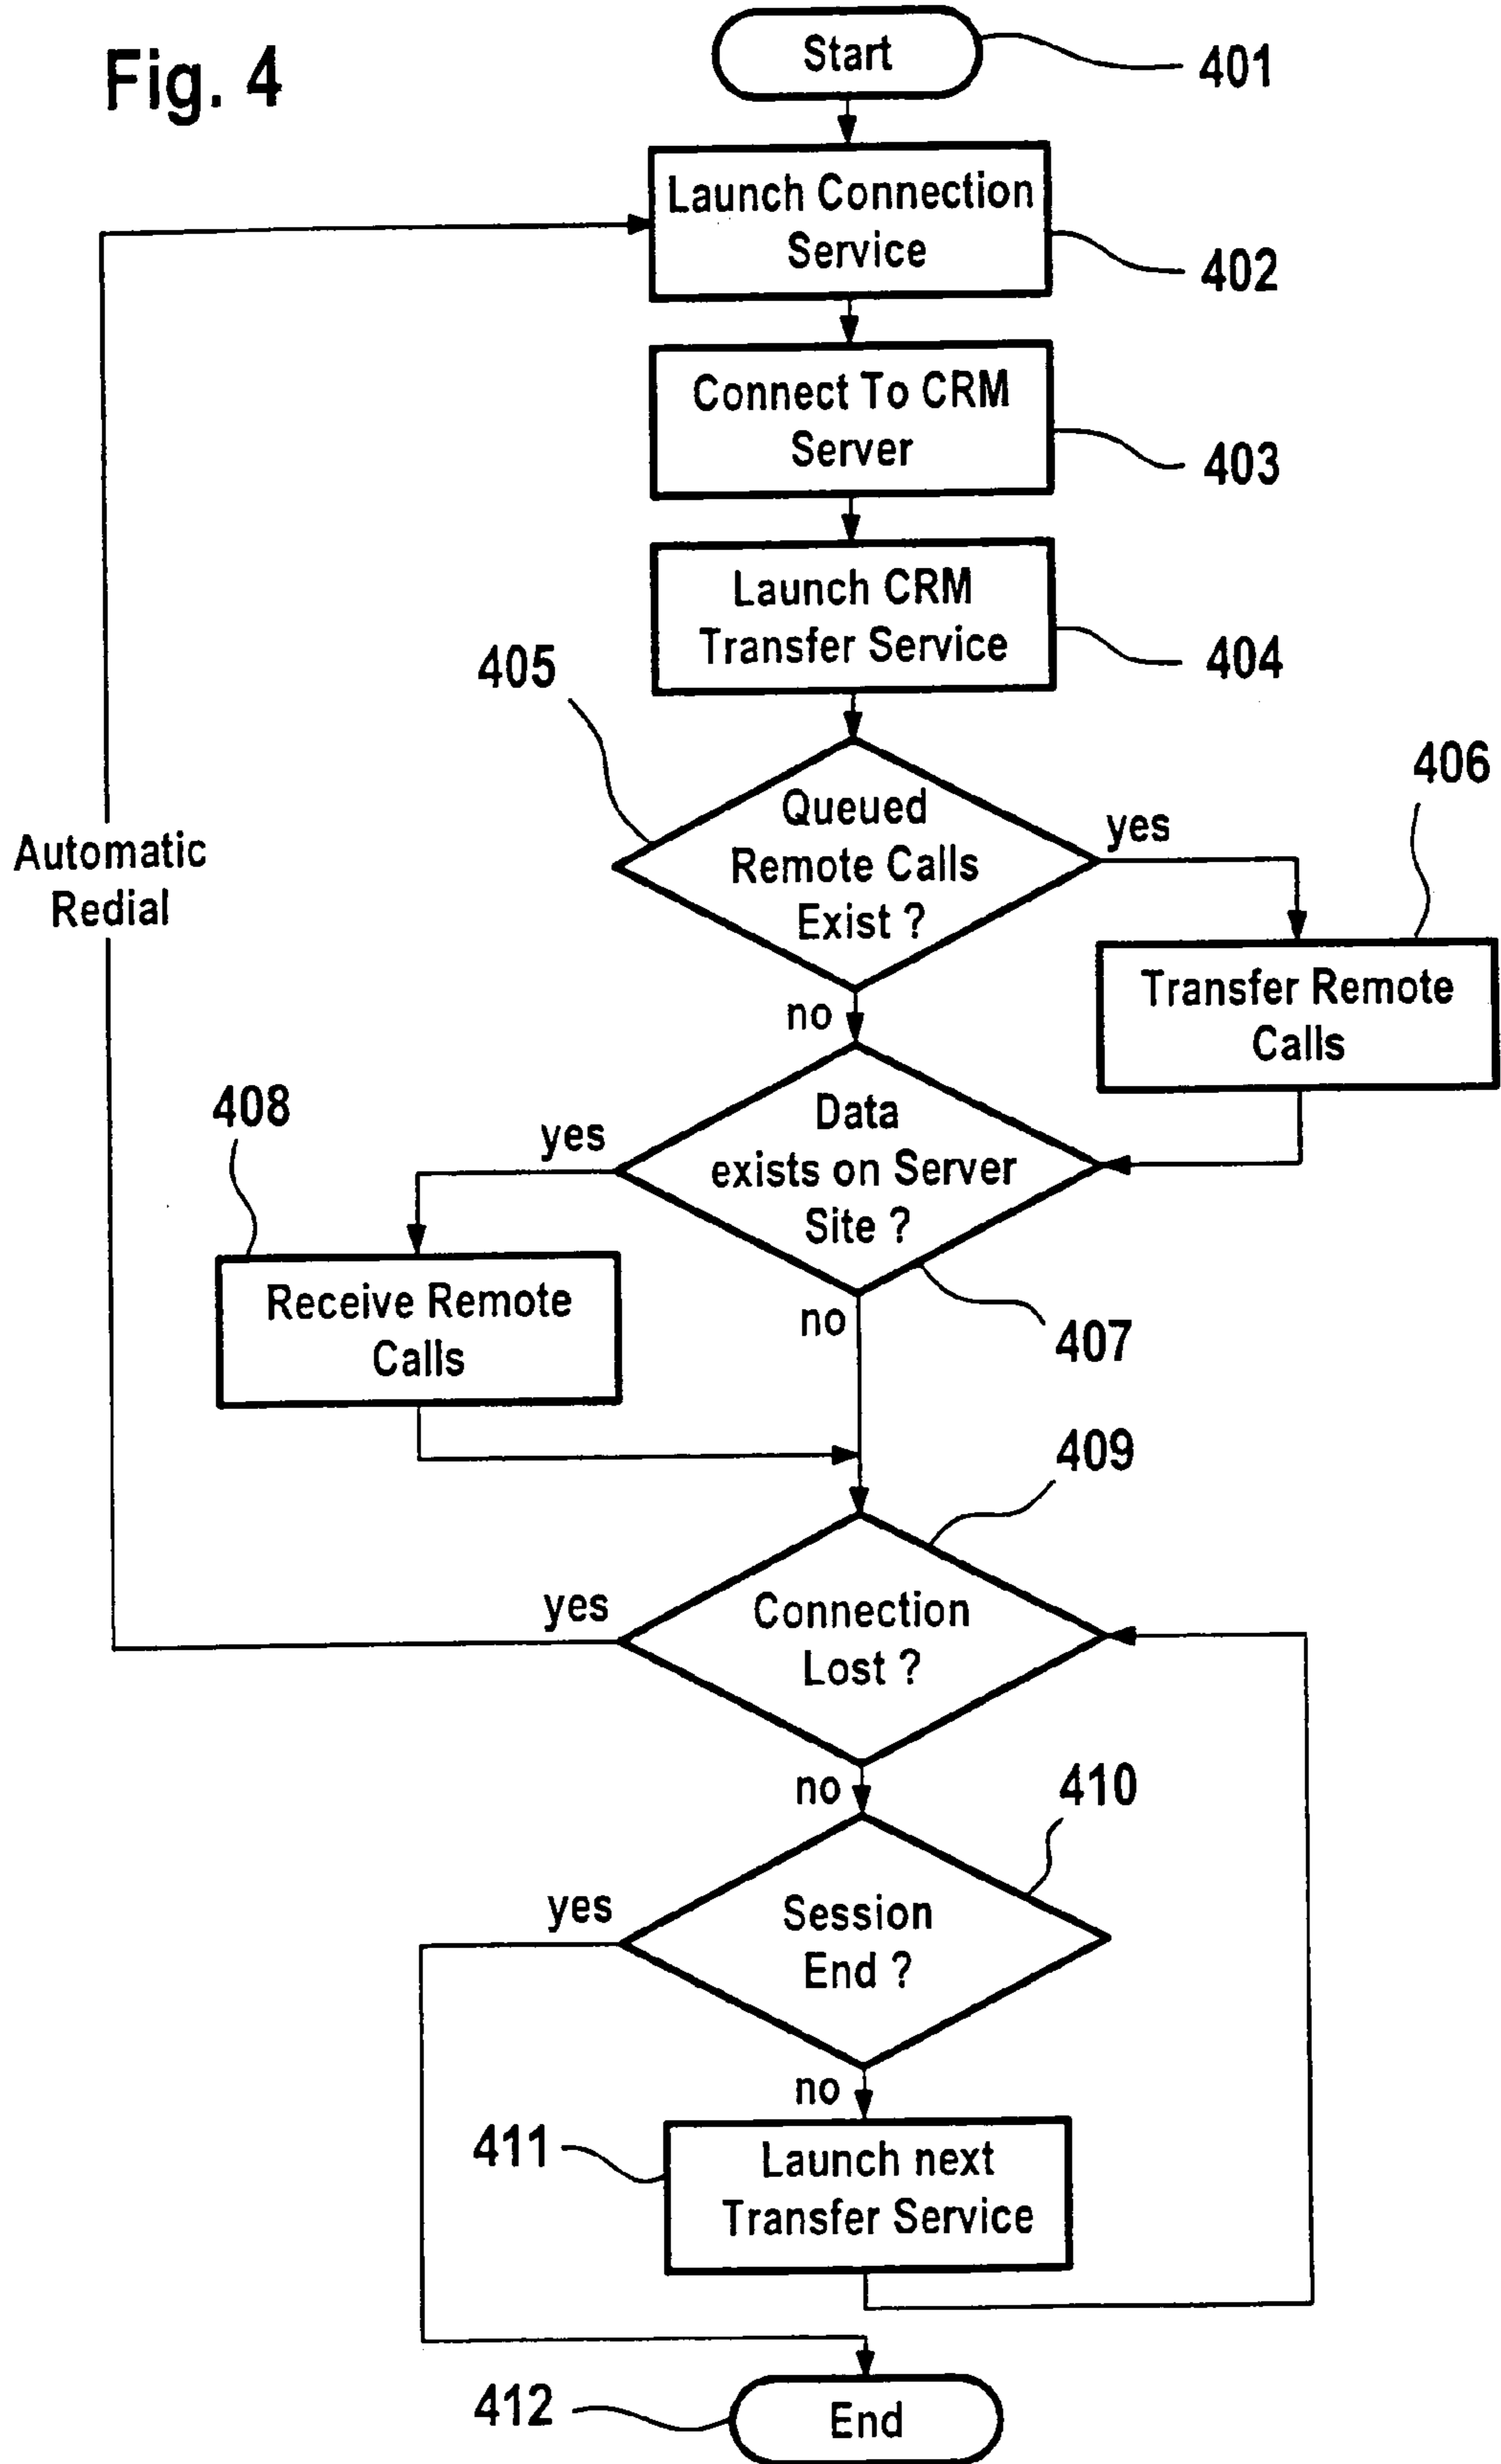 Fig. 4
Start
401
Launch Connection
Service
402
Connect To CRM
Server
403
Launch CRM
Transfer Service
404
405
Queued
Remote Calls
Exist ?
yes
406
Automatic
Redial
Transfer Remote
Calls
no
Data
exists on Server
Site ?
yes
408
Receive Remote
Calls
no
407
409
Connection
Lost ?
yes
no
410
Session
End ?
yes
no
411
Launch next
Transfer Service
412
End